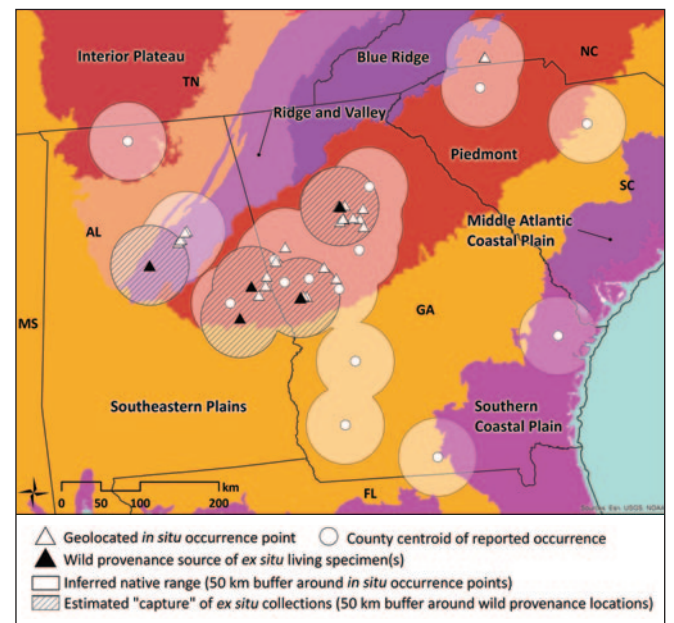 Interior Plateau
Blue Ridge
NC
TN
Ridge and Valley
Piedmont
SC
AL
Middle Atlantic
Coastal Plain
MS
GA
Southeastern Plains
Southern
Coastal Plain
km
0 50 100 200
FL
Sources: Esri, USGS, NOAA
Geolocated in situ occurrence point
County centroid of reported occurrence
Wild provenance source of ex situ living specimen(s)
Inferred native range (50 km buffer around in situ occurrence points)
Estimated "capture" of ex situ collections (50 km buffer around wild provenance locations)